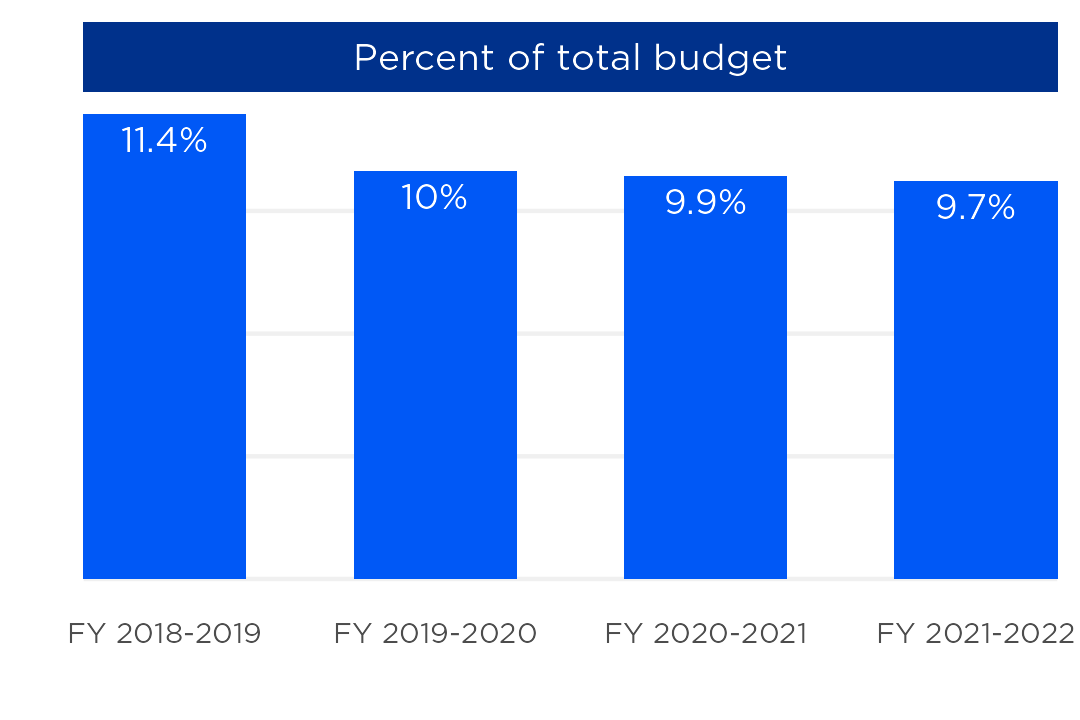 Percent of total budget
11.4%
10%
9.9%
9.7%
FY 2018-2019
FY 2019-2020
FY 2020-2021
FY 2021-2022